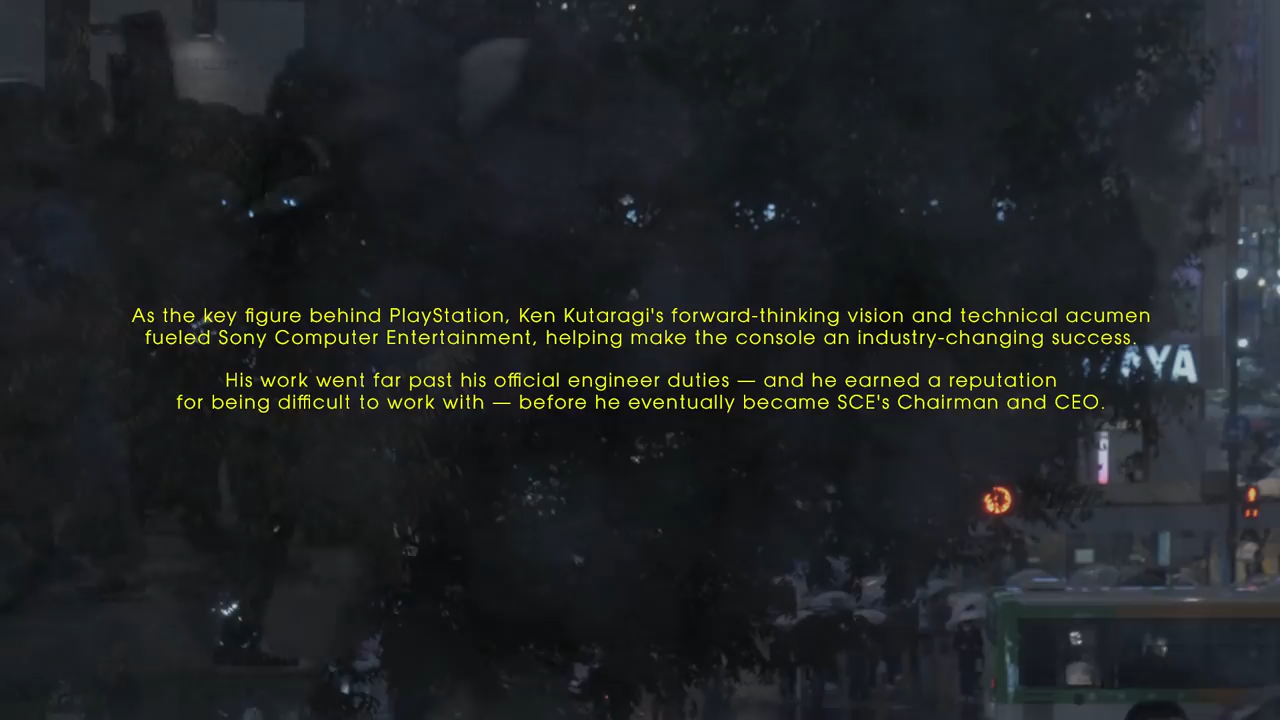 As the key figure behind PlayStation, Ken Kutaragi's forward-thinking vision and technical acumen
fueled Sony Computer Entertainment, helping make the console an industry-changing success.
His work went far past his official engineer duties — and he earned a reputation
for being difficult to work with — before he eventually became SCE's Chairman and CEO.
AYA